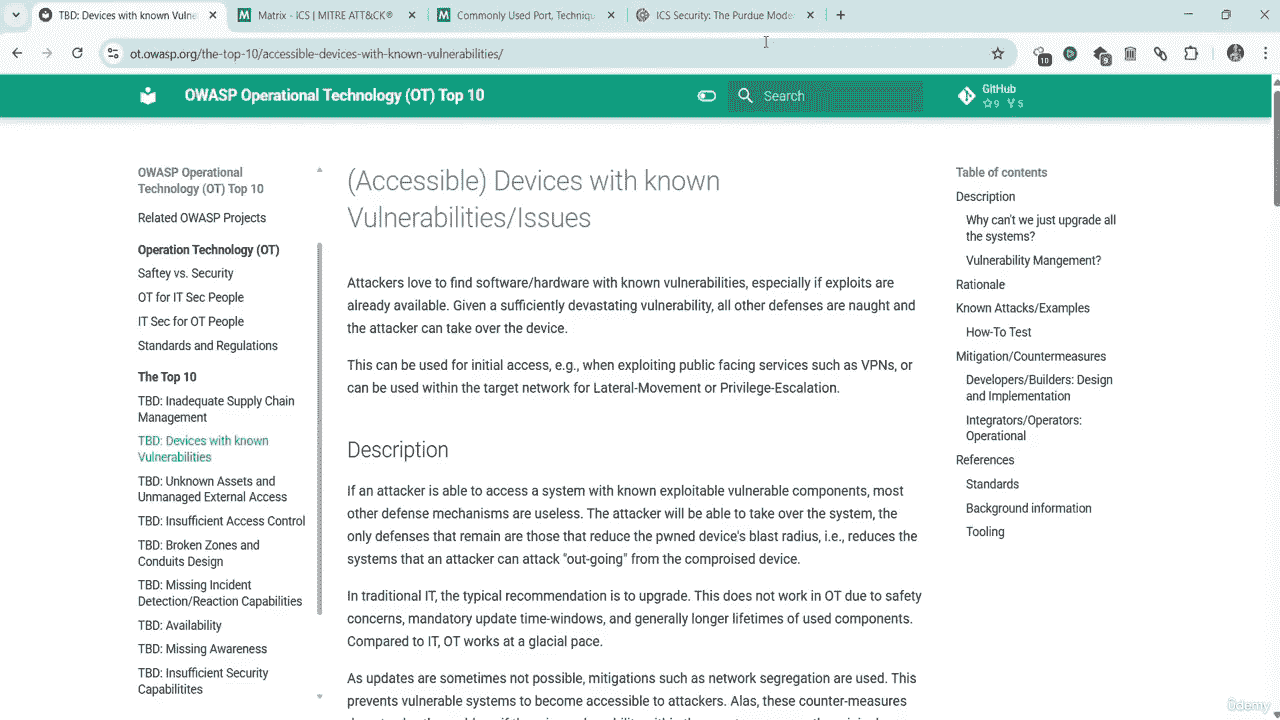 TBD: Devices with known Vulne
Matrix - ICS | MITRE ATT&CK®
Commonly Used Port, Techniqu
ICS Security: The Purdue Mode
ot.owasp.org/the-top-10/accessible-devices-with-known-vulnerabilities/
10
9
OWASP Operational Technology (OT) Top 10
Search
GitHub
9 5
OWASP Operational
Technology (OT) Top 10
Related OWASP Projects
Operation Technology (OT)
Saftey vs. Security
OT for IT Sec People
IT Sec for OT People
Standards and Regulations
The Top 10
TBD: Inadequate Supply Chain
Management
TBD: Devices with known
Vulnerabilities
TBD: Unknown Assets and
Unmanaged External Access
TBD: Insufficient Access Control
TBD: Broken Zones and
Conduits Design
TBD: Missing Incident
Detection/Reaction Capabilities
TBD: Availability
TBD: Missing Awareness
TBD: Insufficient Security
Capabilitites
(Accessible) Devices with known
Vulnerabilities/Issues
Attackers love to find software/hardware with known vulnerabilities, especially if exploits are
already available. Given a sufficiently devastating vulnerability, all other defenses are naught and
the attacker can take over the device.
This can be used for initial access, e.g., when exploiting public facing services such as VPNs, or
can be used within the target network for Lateral-Movement or Privilege-Escalation.
Description
If an attacker is able to access a system with known exploitable vulnerable components, most
other defense mechanisms are useless. The attacker will be able to take over the system, the
only defenses that remain are those that reduce the pwned device's blast radius, i.e., reduces the
systems that an attacker can attack "out-going" from the comproised device.
In traditional IT, the typical recommendation is to upgrade. This does not work in OT due to safety
concerns, mandatory update time-windows, and generally longer lifetimes of used components.
Compared to IT, OT works at a glacial pace.
As updates are sometimes not possible, mitigations such as network segregation are used. This
prevents vulnerable systems to become accessible to attackers. Alas, these counter-measures
Table of contents
Description
Why can't we just upgrade all
the systems?
Vulnerability Mangement?
Rationale
Known Attacks/Examples
How-To Test
Mitigation/Countermeasures
Developers/Builders: Design
and Implementation
Integrators/Operators:
Operational
References
Standards
Background information
Tooling
ûdemy